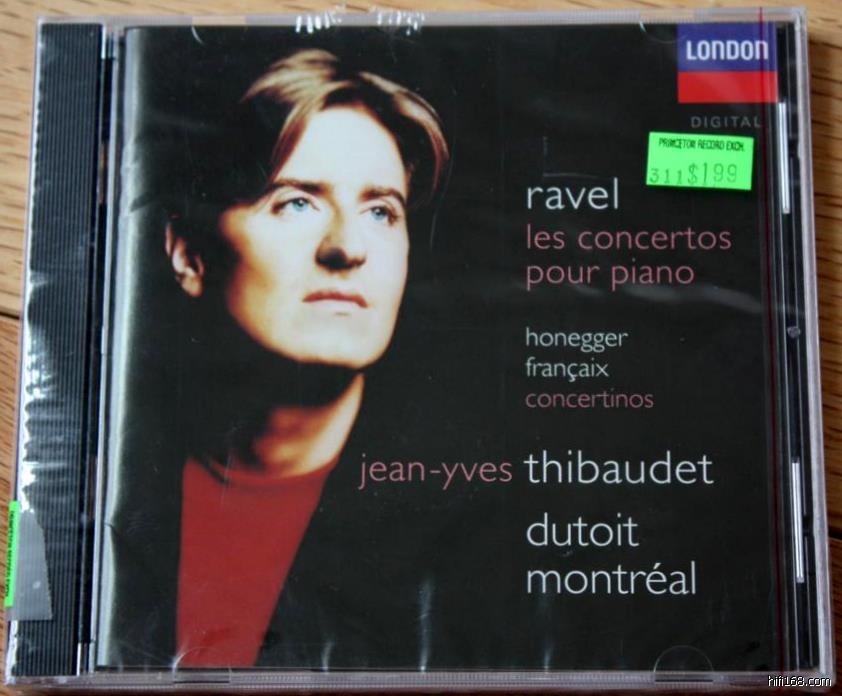 LONDON
DIGITAL
PRINCETON RECORD EXCH.
311 $1.99
ravel
les concertos
pour piano
honegger
françaix
concertinos
jean-yves thibaudet
dutoit
montréal
hifi168.com